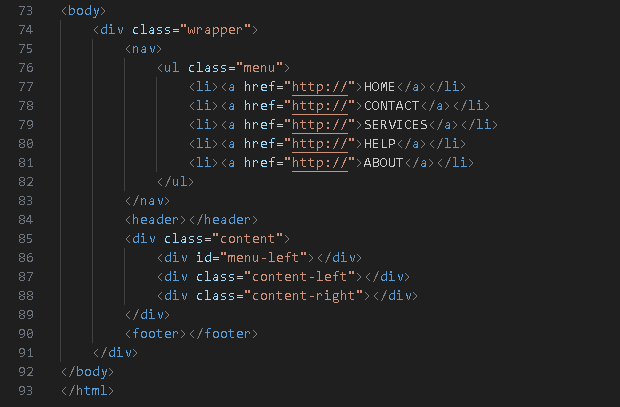 73 <body>
74 <div class="wrapper">
75 <nav>
76 <ul class="menu">
77 <li><a href="http://">HOME</a></li>
78 <li><a href="http://">CONTACT</a></li>
79 <li><a href="http://">SERVICES</a></li>
80 <li><a href="http://">HELP</a></li>
81 <li><a href="http://">ABOUT</a></li>
82 </ul>
83 </nav>
84 <header></header>
85 <div class="content">
86 <div id="menu-left"></div>
87 <div class="content-left"></div>
88 <div class="content-right"></div>
89 </div>
90 <footer></footer>
91 </div>
92 </body>
93 </html>